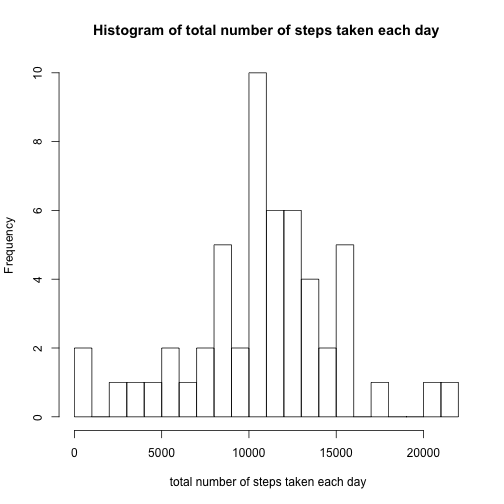 Histogram of total number of steps taken each day
10
8
6
4
2
0
Frequency
0 5000 10000 15000 20000
total number of steps taken each day